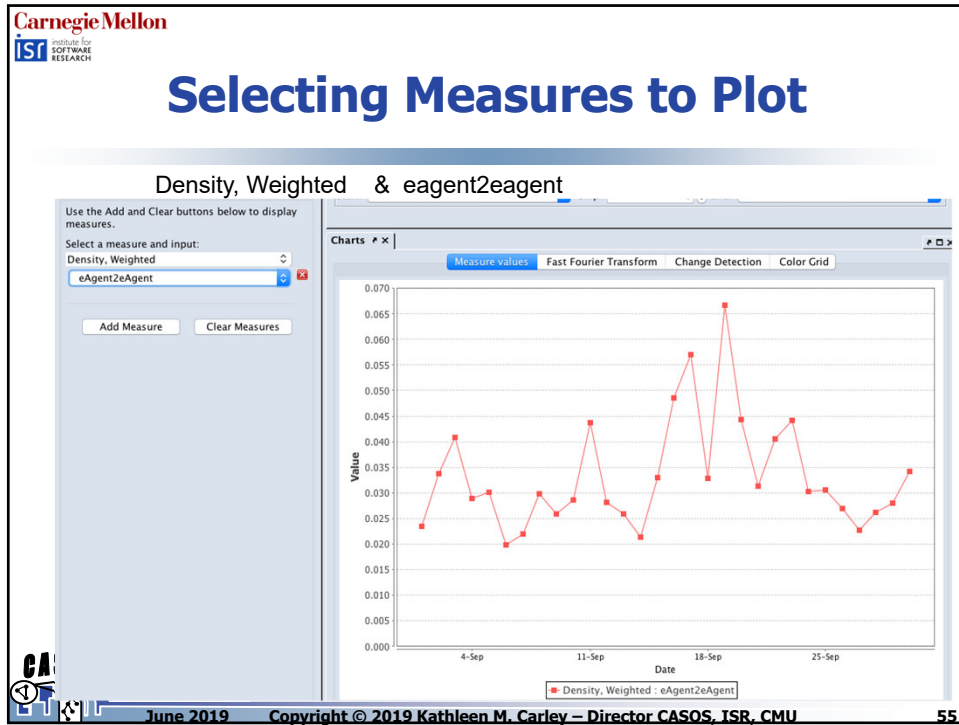 Carnegie Mellon
isr institute for
SOFTWARE
RESEARCH
Selecting Measures to Plot
Density, Weighted & eagent2eagent
Use the Add and Clear buttons below to display
measures.
Select a measure and input:
Density, Weighted
eAgent2eAgent
Add Measure Clear Measures
Charts
Measure values Fast Fourier Transform Change Detection Color Grid
0.070
0.065
0.060
0.055
0.050
0.045
0.040
0.035
0.030
0.025
0.020
0.015
0.010
0.005
0.000
Value
4-Sep 11-Sep 18-Sep 25-Sep
Date
Density, Weighted : eAgent2eAgent
June 2019 Copyright © 2019 Kathleen M. Carley – Director CASOS, ISR, CMU 55